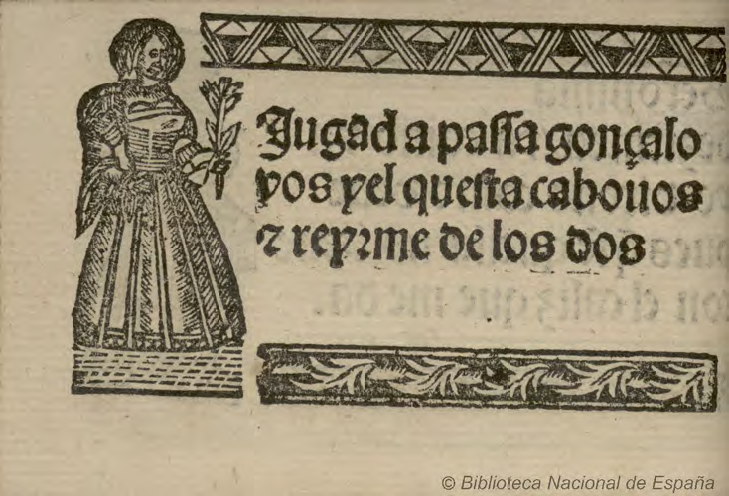 Jugad a passa gonçalo
vos y el questa cabo vos
⁊ reyrme de los dos
© Biblioteca Nacional de España